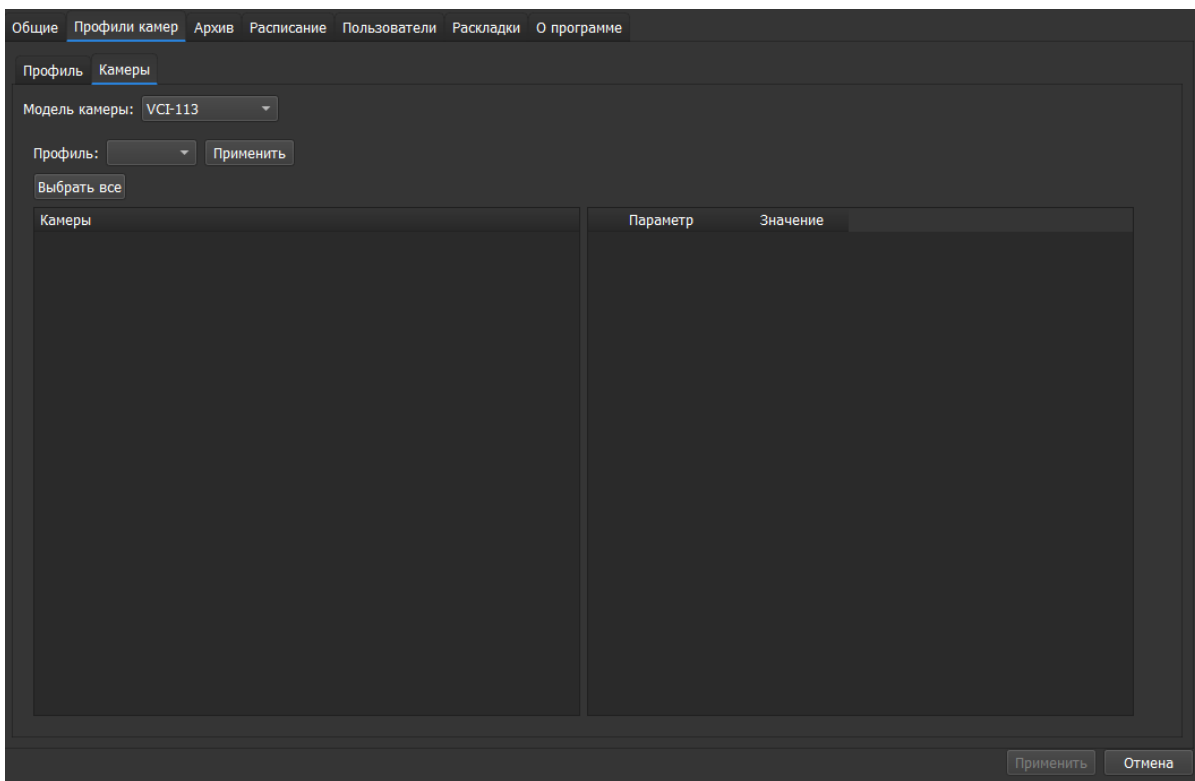 Общие Профили камер Архив Расписание Пользователи Раскладки О программе
Профиль Камеры
Модель камеры: VCI-113
Профиль: Применить
Выбрать все
Камеры Параметр Значение
Применить Отмена